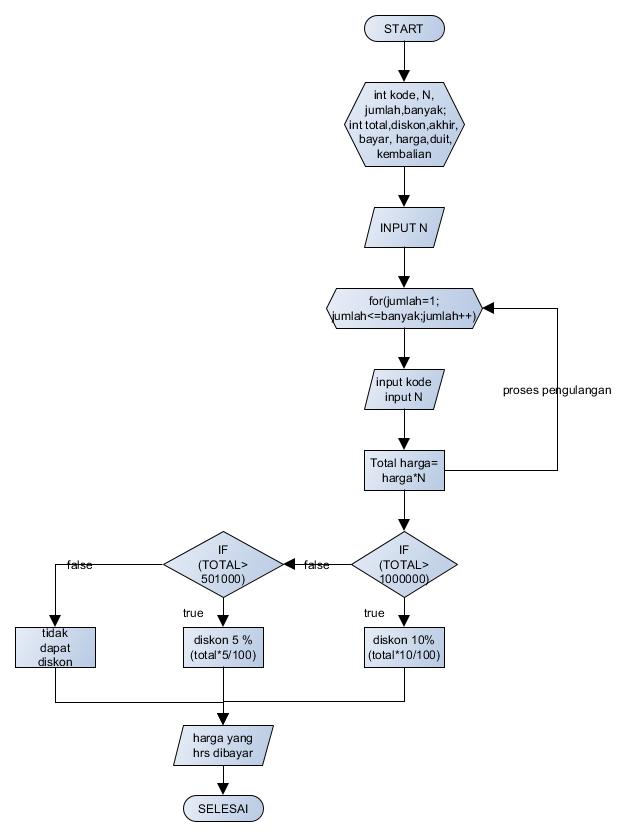 START
int kode, N,
jumlah,banyak;
int total,diskon,akhir,
bayar, harga,duit,
kembalian
INPUT N
for(jumlah=1;
jumlah<=banyak;jumlah++)
input kode
input N
proses pengulangan
Total harga=
harga*N
IF
(TOTAL>
1000000)
false
IF
(TOTAL>
501000)
false
true
true
tidak
dapat
diskon
diskon 5 %
(total*5/100)
diskon 10%
(total*10/100)
harga yang
hrs dibayar
SELESAI